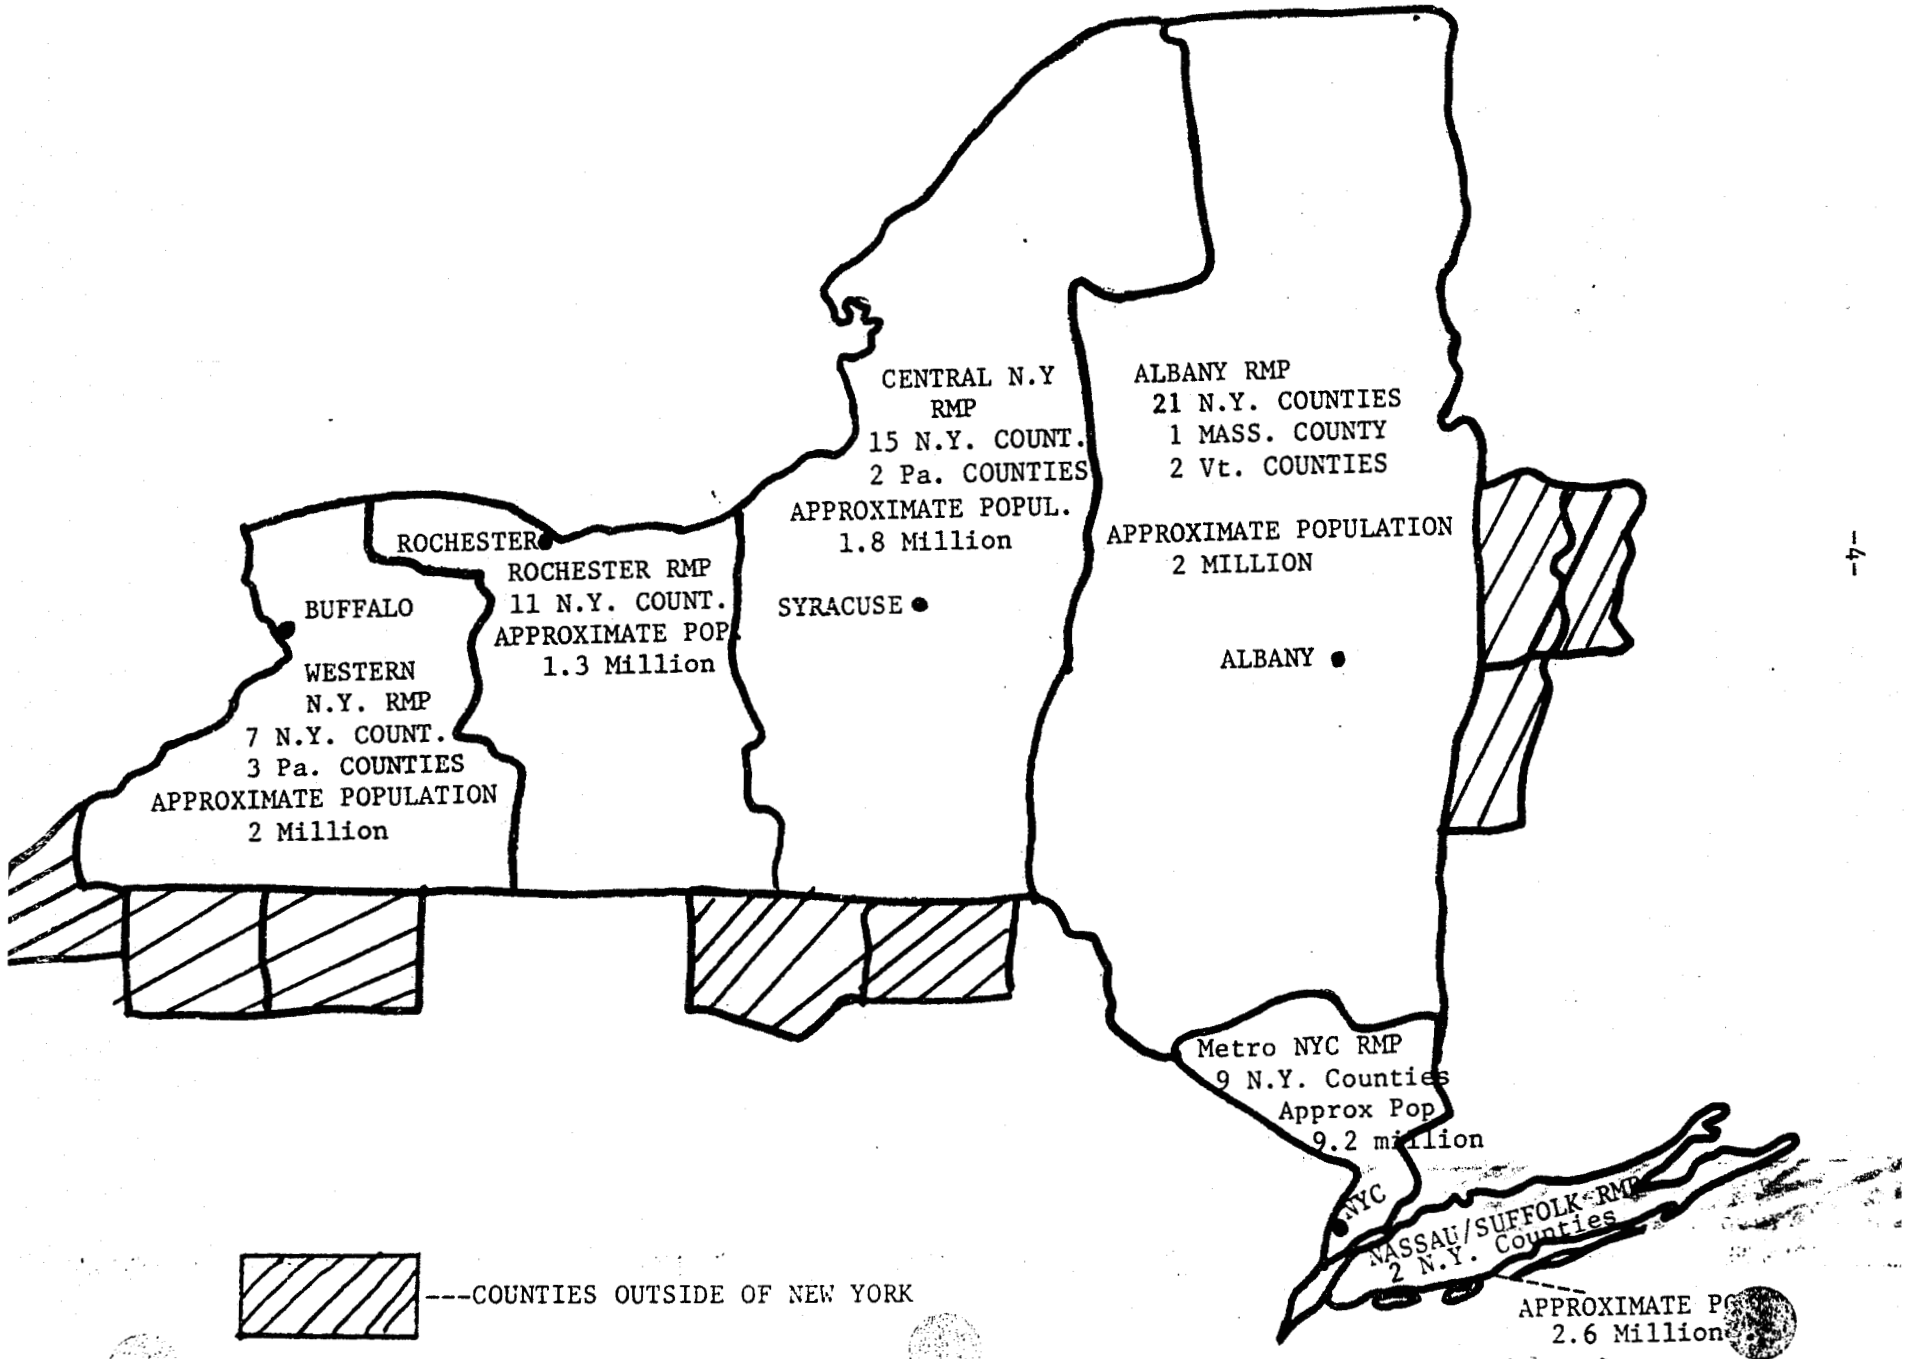 CENTRAL N.Y
RMP
15 N.Y. COUNT.
2 Pa. COUNTIES
APPROXIMATE POPUL.
1.8 Million
SYRACUSE
ALBANY RMP
21 N.Y. COUNTIES
1 MASS. COUNTY
2 Vt. COUNTIES
APPROXIMATE POPULATION
2 MILLION
ALBANY
-4-
ROCHESTER
ROCHESTER RMP
11 N.Y. COUNT.
APPROXIMATE POP.
1.3 Million
BUFFALO
WESTERN
N.Y. RMP
7 N.Y. COUNT.
3 Pa. COUNTIES
APPROXIMATE POPULATION
2 Million
Metro NYC RMP
9 N.Y. Counties
Approx Pop
9.2 million
NYC
NASSAU/SUFFOLK RMP
2 N.Y. Counties
APPROXIMATE
2.6 Million
---COUNTIES OUTSIDE OF NEW YORK